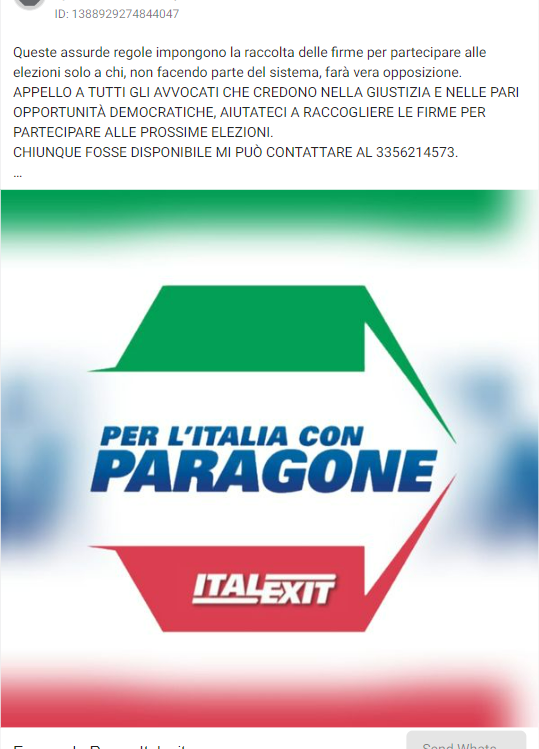 ID: 1388929274844047
Queste assurde regole impongono la raccolta delle firme per partecipare alle
elezioni solo a chi, non facendo parte del sistema, farà vera opposizione.
APPELLO A TUTTI GLI AVVOCATI CHE CREDONO NELLA GIUSTIZIA E NELLE PARI
OPPORTUNITÀ DEMOCRATICHE, AIUTATECI A RACCOGLIERE LE FIRME PER
PARTECIPARE ALLE PROSSIME ELEZIONI.
CHIUNQUE FOSSE DISPONIBILE MI PUÒ CONTATTARE AL 3356214573.
...
PER L'ITALIA CON
PARAGONE
ITALEXIT